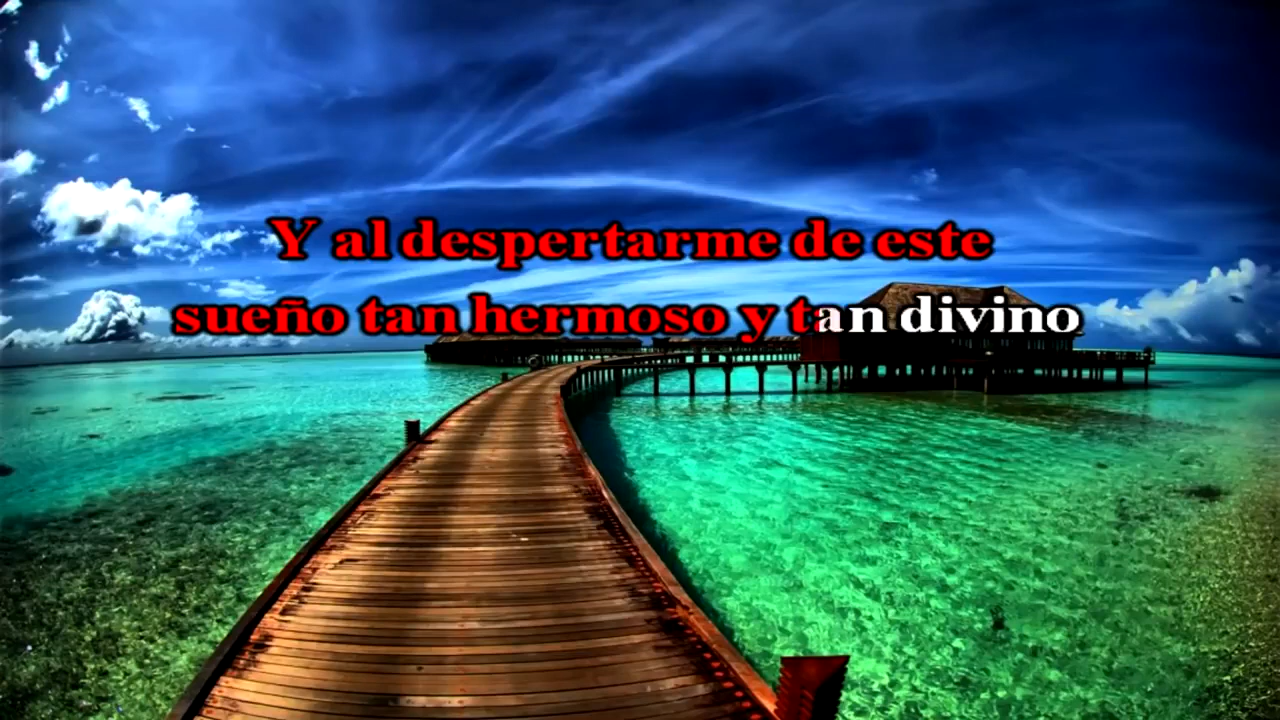 Y al despertarme de este
sueño tan hermoso y tan divino